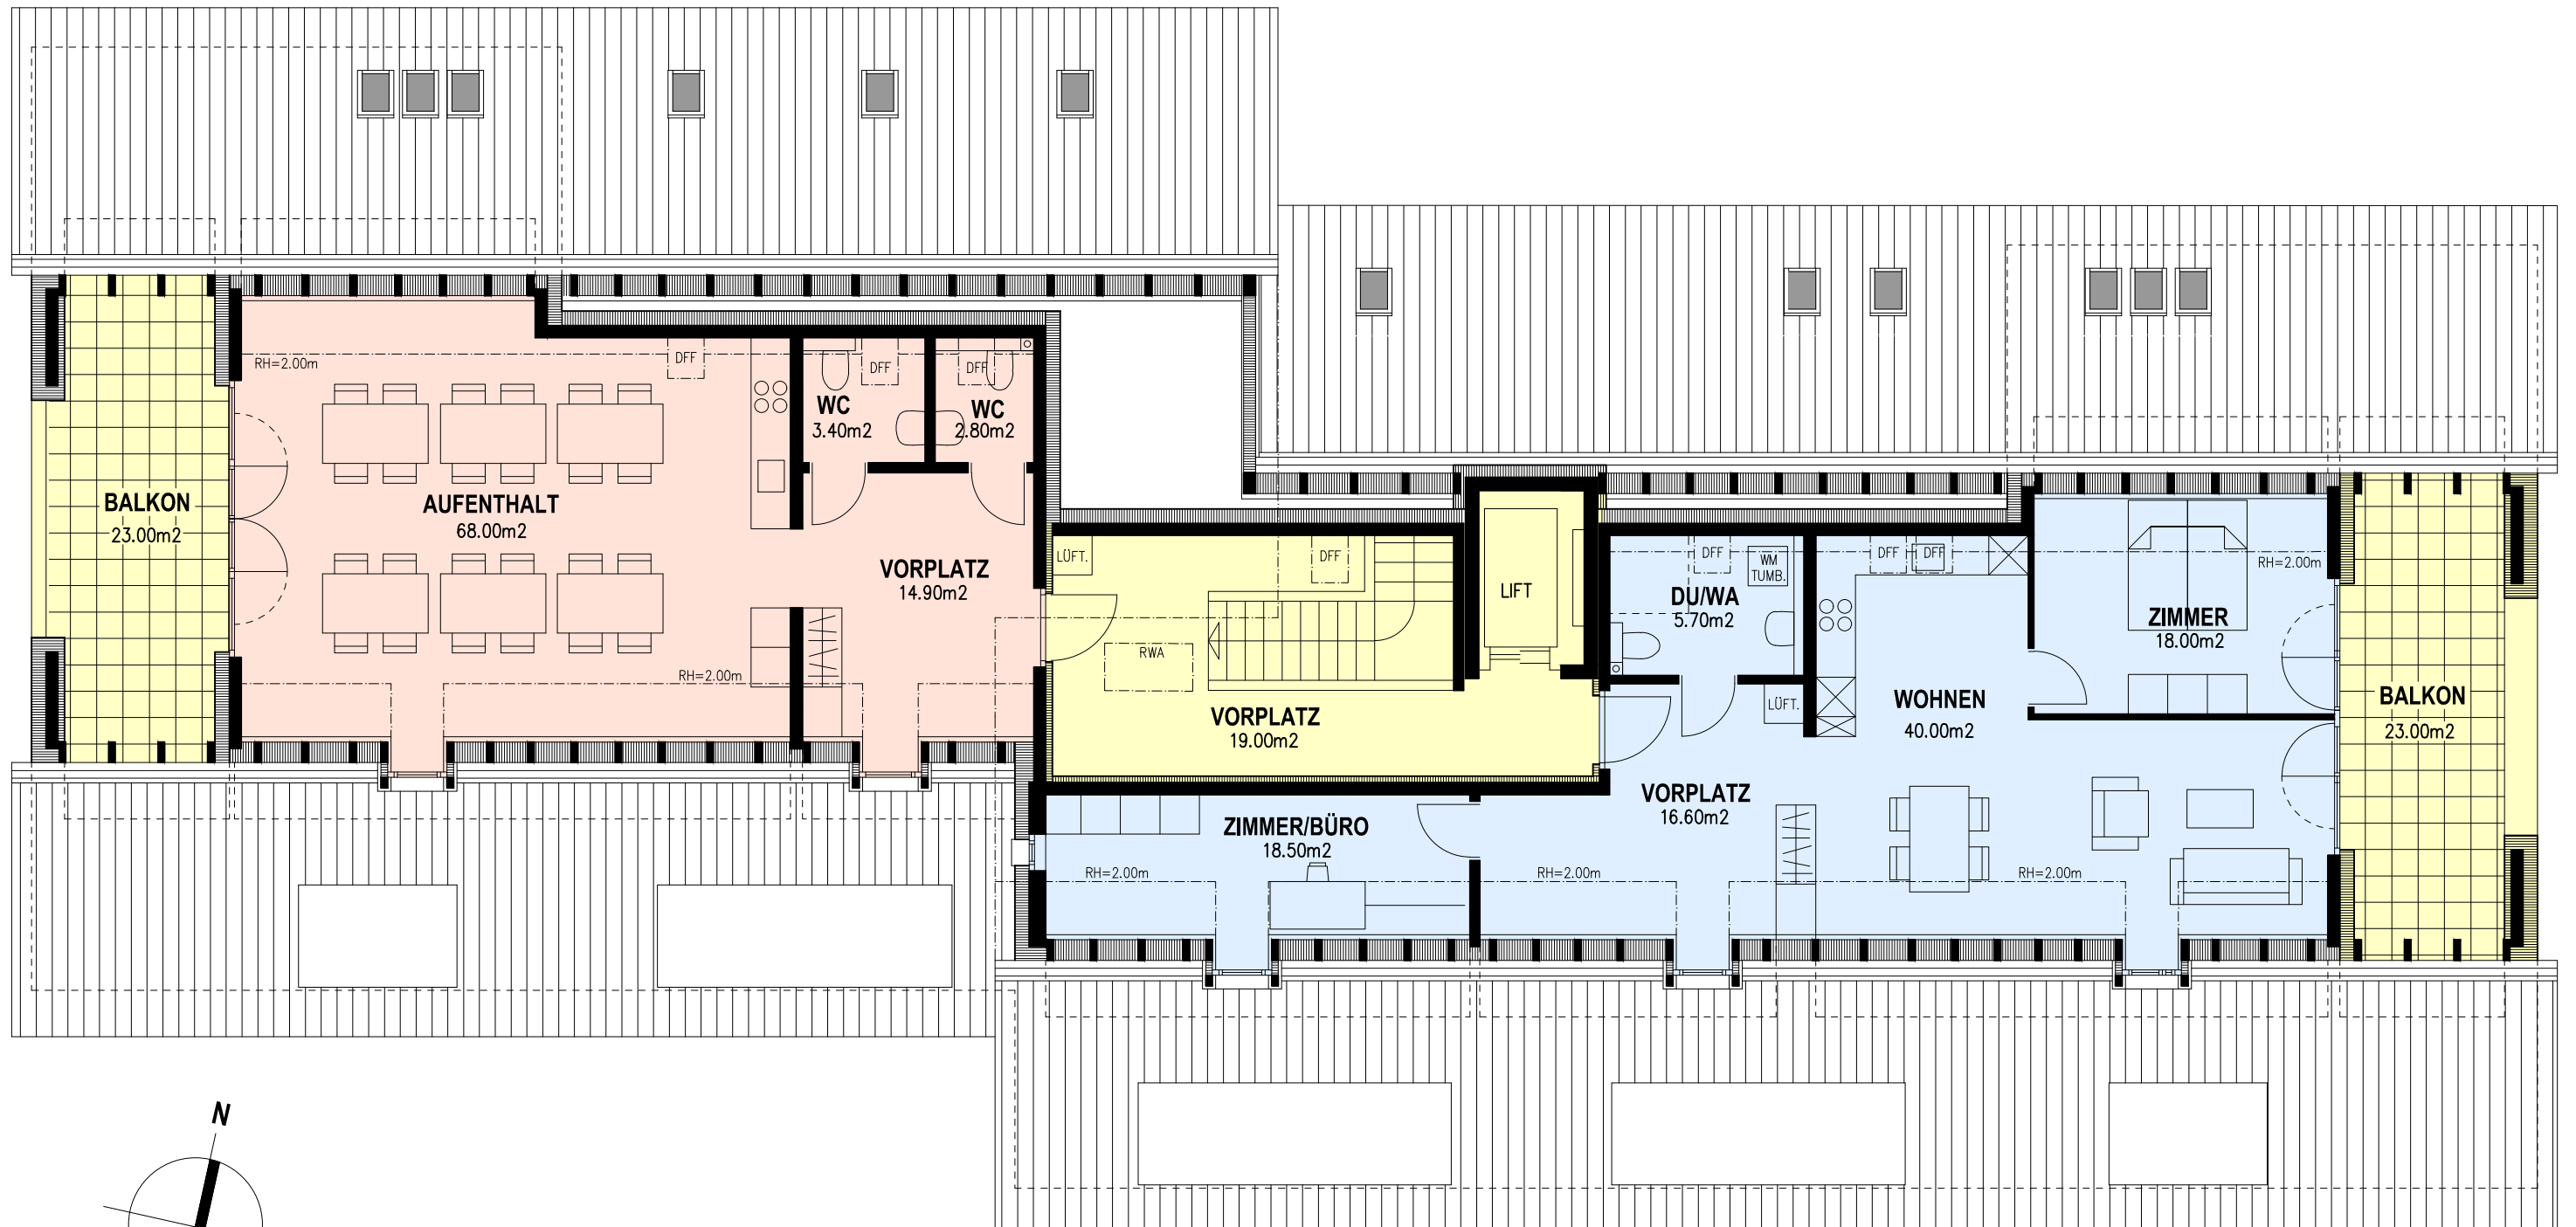 RH=2.00m
DFF
DFF
DFF
WC
3.40m2
WC
2.80m2
BALKON
23.00m2
AUFENTHALT
68.00m2
VORPLATZ
14.90m2
RH=2.00m
LÜFT.
DFF
RWA
LIFT
VORPLATZ
19.00m2
DFF
WM
TUMB.
DU/WA
5.70m2
LÜFT.
DFF
DFF
RH=2.00m
ZIMMER
18.00m2
WOHNEN
40.00m2
BALKON
23.00m2
VORPLATZ
16.60m2
ZIMMER/BÜRO
18.50m2
RH=2.00m
RH=2.00m
RH=2.00m
N